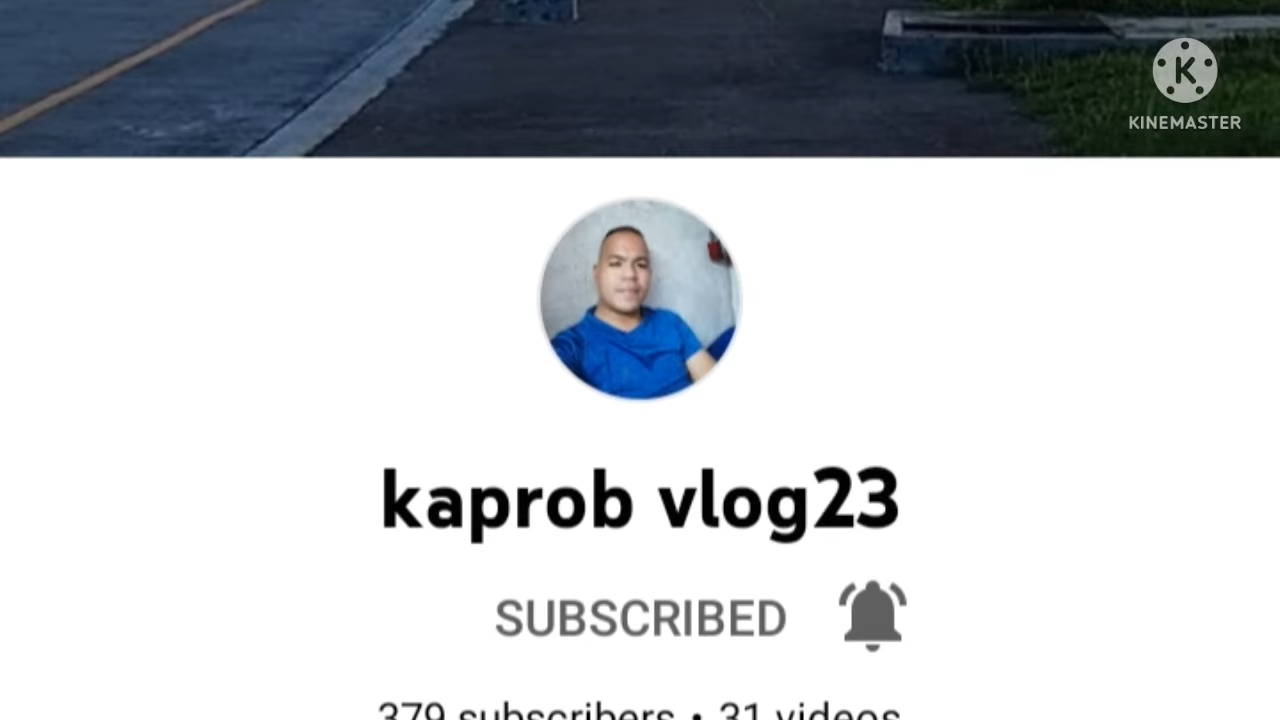 K
KINEMASTER
kaprob vlog23
SUBSCRIBED
379 subscribers • 31 videos